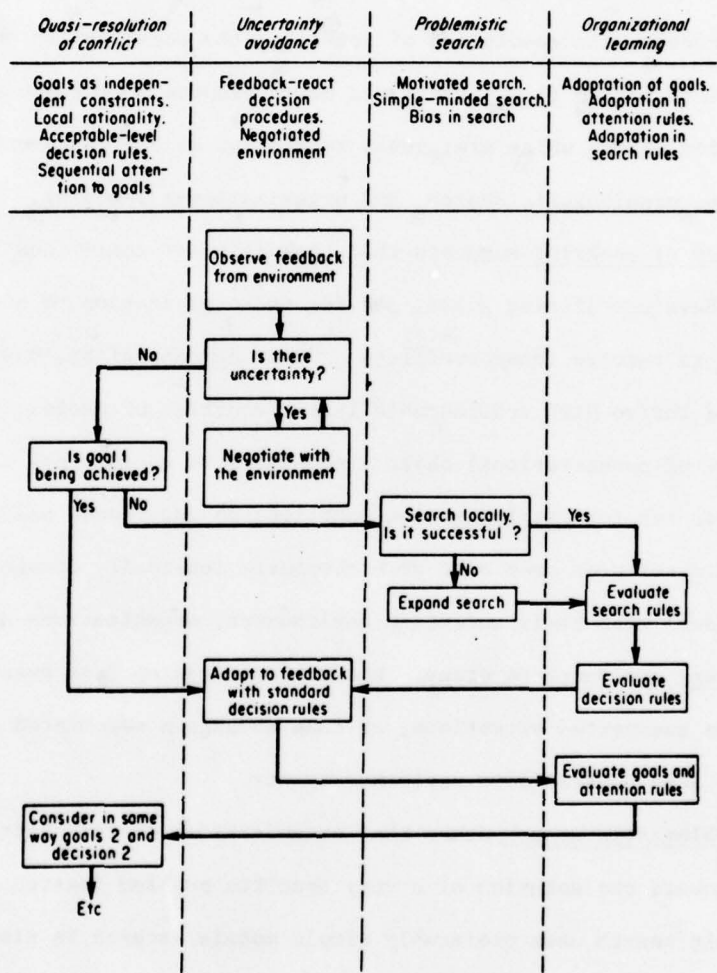 Quasi-resolution
of conflict
Uncertainty
avoidance
Problemistic
search
Organizational
learning
Goals as indepen-
dent constraints.
Local rationality.
Acceptable-level
decision rules.
Sequential atten-
tion to goals
Feedback-react
decision
procedures.
Negotiated
environment
Motivated search.
Simple-minded search.
Bias in search
Adaptation of goals.
Adaptation in
attention rules.
Adaptation in
search rules
Observe feedback
from environment
No
Is there
uncertainty?
Yes
Negotiate with
the environment
Is goal 1
being achieved?
Yes
No
Search locally.
Is it successful ?
Yes
No
Expand search
Evaluate
search rules
Adapt to feedback
with standard
decision rules
Evaluate
decision rules
Evaluate goals and
attention rules
Consider in same
way goals 2 and
decision 2
Etc